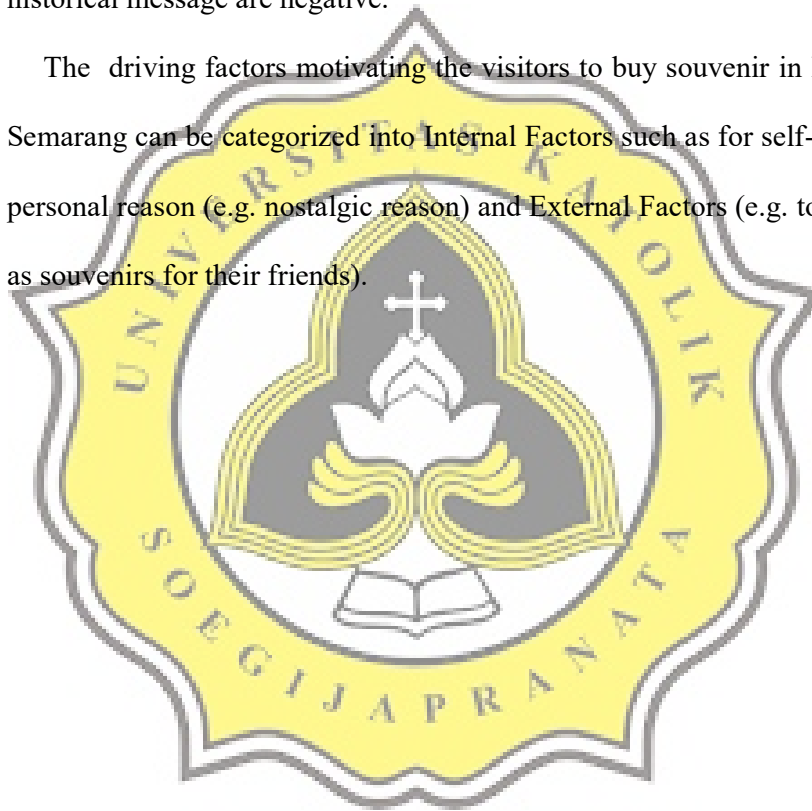 historical message are negative.
The driving factors motivating the visitors to buy souvenir in
Semarang can be categorized into Internal Factors such as for self-
personal reason (e.g. nostalgic reason) and External Factors (e.g. to
as souvenirs for their friends).
UNIVERSITAS KATOLIK
SOEGIJAPRANATA